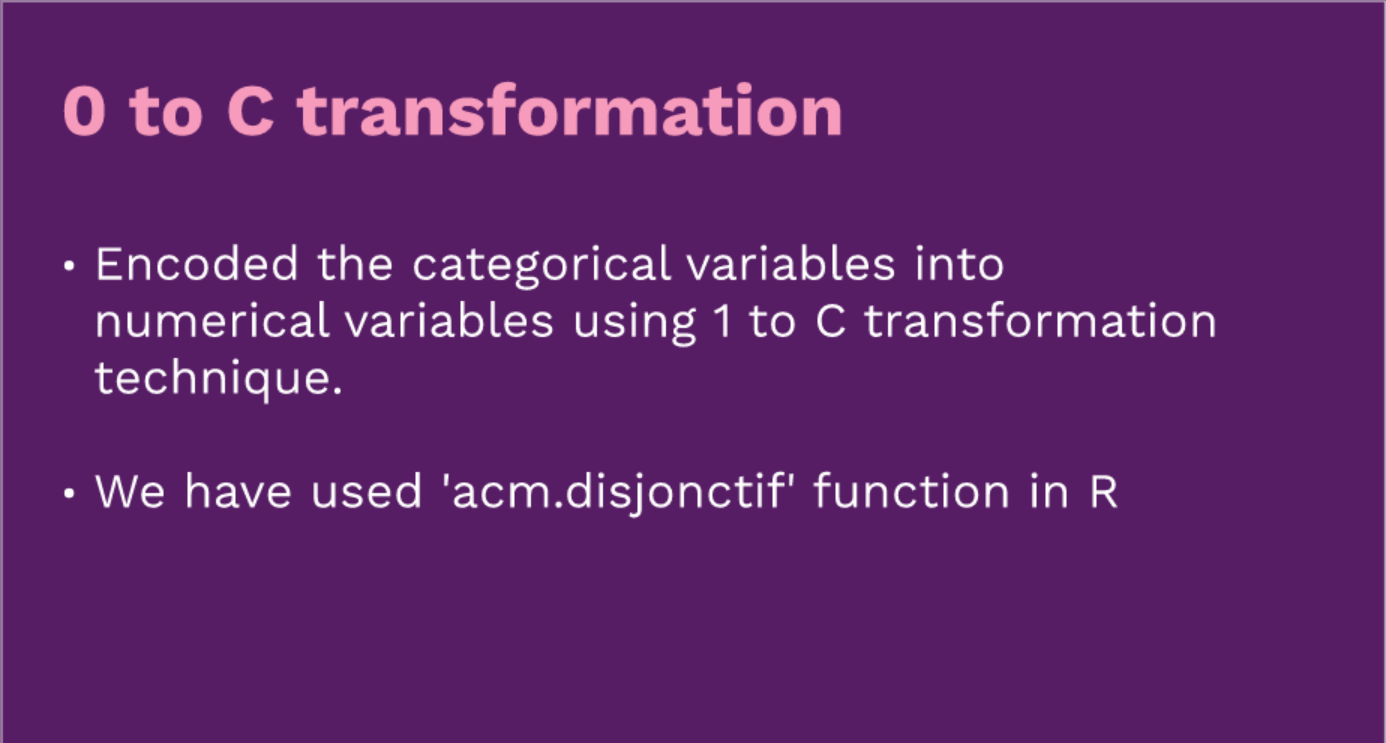 0 to C transformation
• Encoded the categorical variables into
numerical variables using 1 to C transformation
technique.
• We have used 'acm.disjonctif' function in R